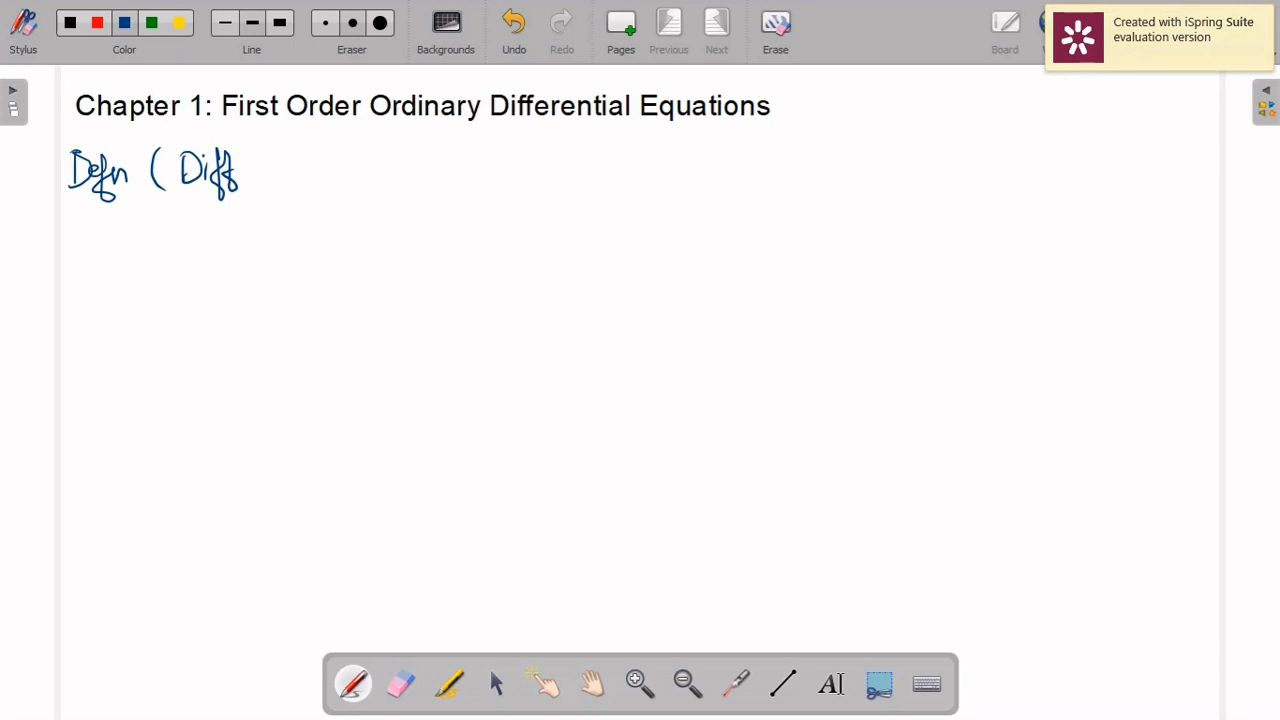 Stylus Color Line Eraser Backgrounds Undo Redo Pages Previous Next Erase Board
Created with iSpring Suite
evaluation version
Chapter 1: First Order Ordinary Differential Equations
Defn ( Diff